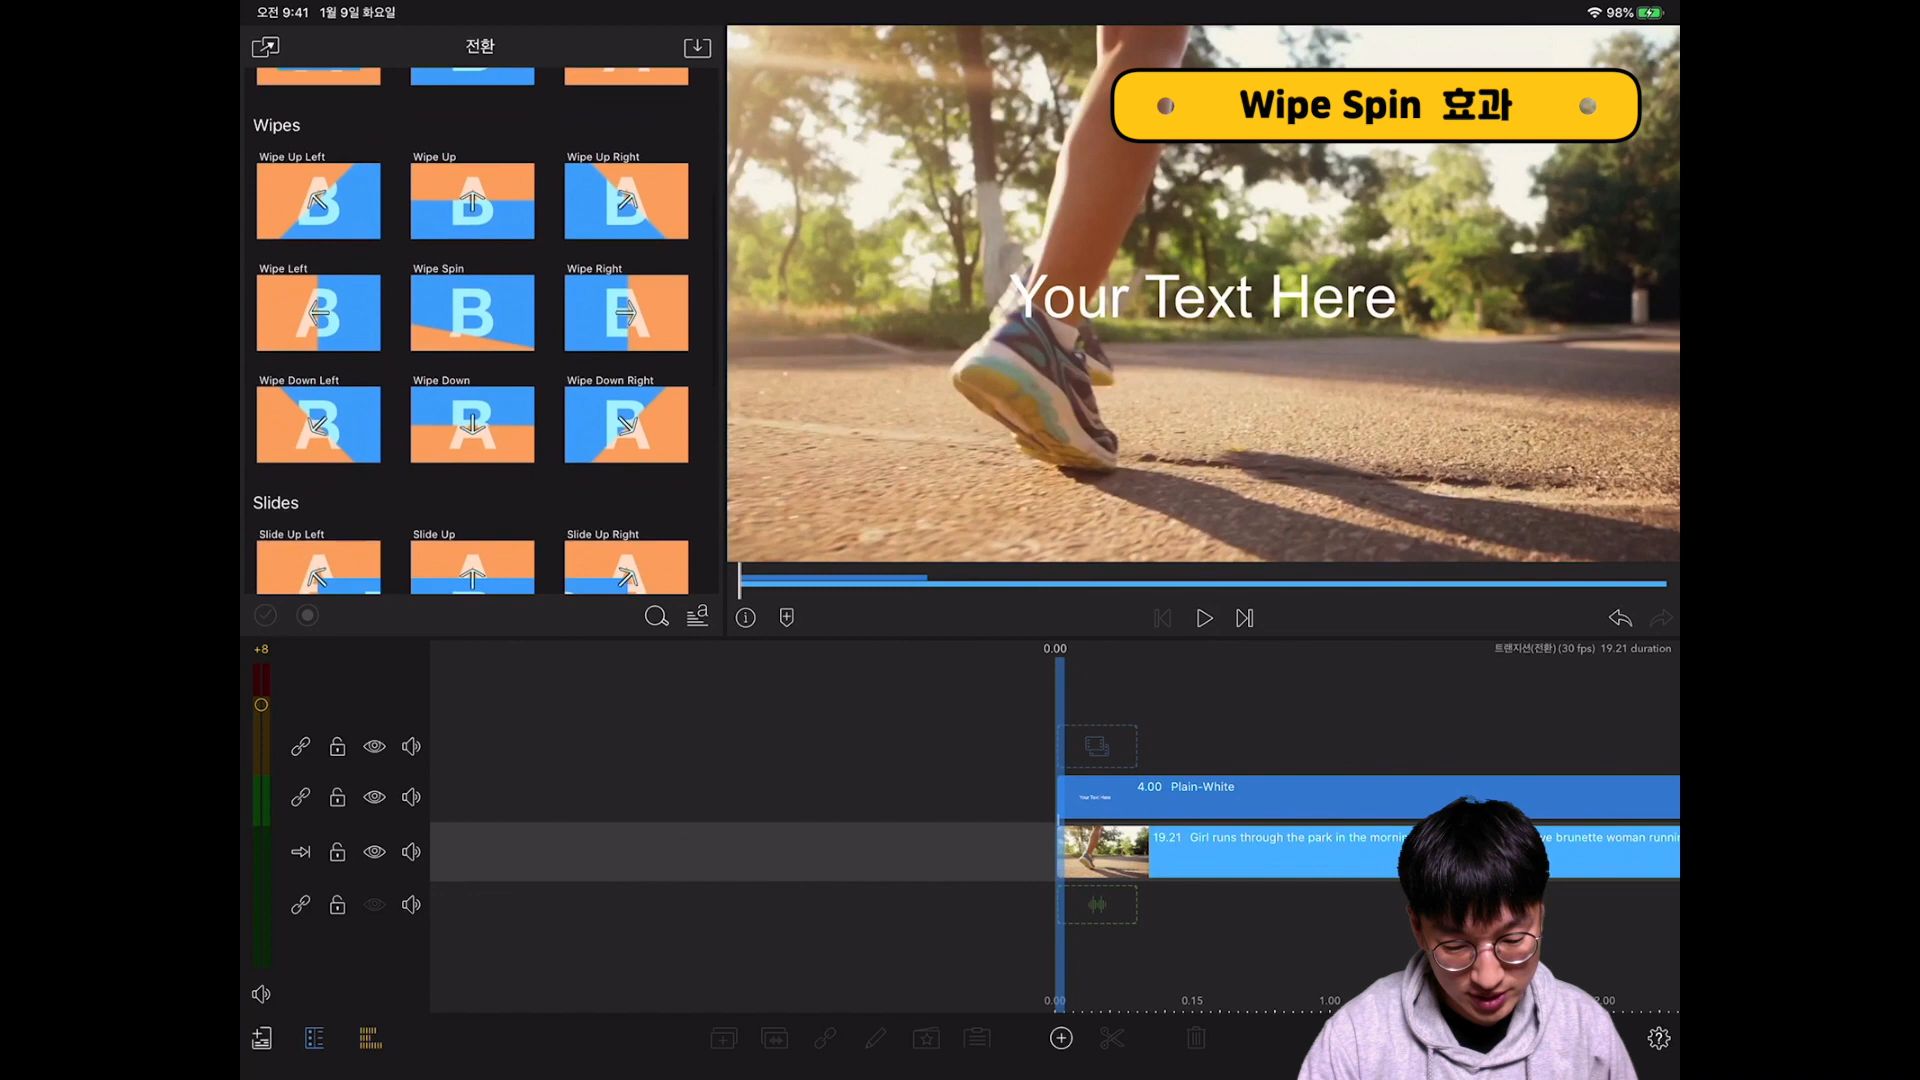 오전 9:41 1월 9일 화요일
98%
전환
Wipe Spin 효과
Wipes
Wipe Up Left Wipe Up Wipe Up Right
Wipe Left Wipe Spin Wipe Right
Wipe Down Left Wipe Down Wipe Down Right
Your Text Here
Slides
Slide Up Left Slide Up Slide Up Right
+8
0.00
트랜지션(전환) (30 fps) 19.21 duration
4.00 Plain-White
Your Text Here
19.21 Girl runs through the park in the
brunette woman
0.00 0.15 1.00 2.00